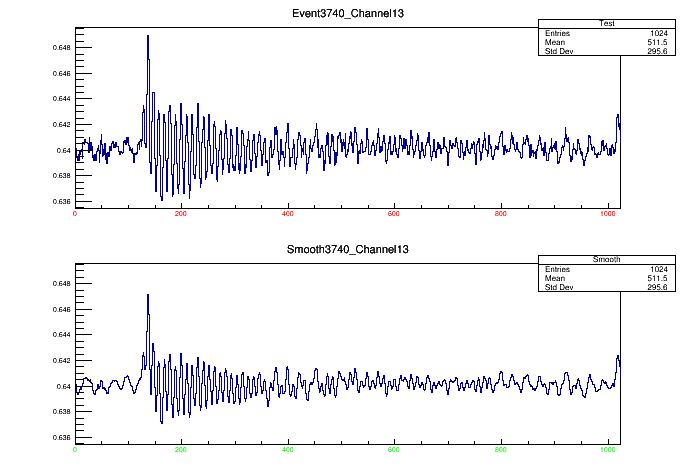 Event3740_Channel13
Test
Entries 1024
Mean 511.5
Std Dev 295.6
0.648
0.646
0.644
0.642
0.64
0.638
0.636
0 200 400 600 800 1000
Smooth3740_Channel13
Smooth
Entries 1024
Mean 511.5
Std Dev 295.6
0.648
0.646
0.644
0.642
0.64
0.638
0.636
0 200 400 600 800 1000